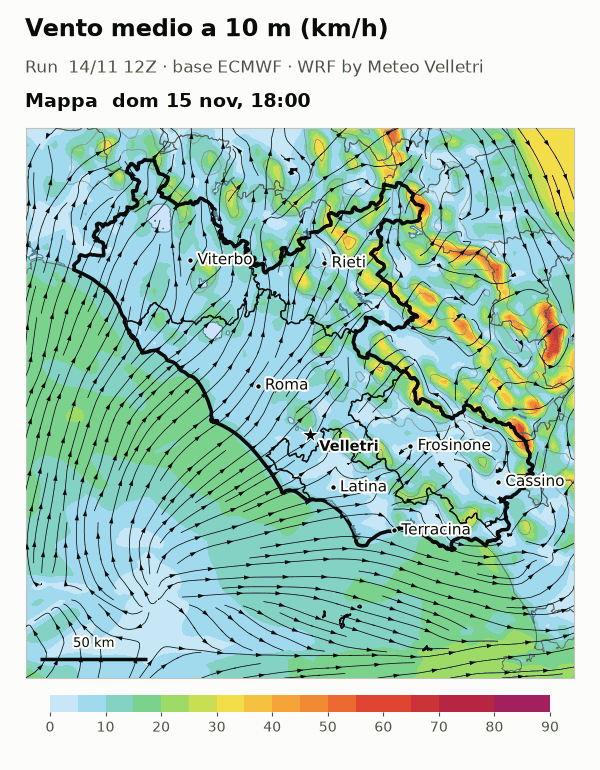 Vento medio a 10 m (km/h)
Run  14/11 12Z · base ECMWF · WRF by Meteo Velletri
Mappa  dom 15 nov, 18:00
Viterbo
Rieti
Roma
Velletri
Frosinone
Latina
Cassino
Terracina
50 km
0 10 20 30 40 50 60 70 80 90